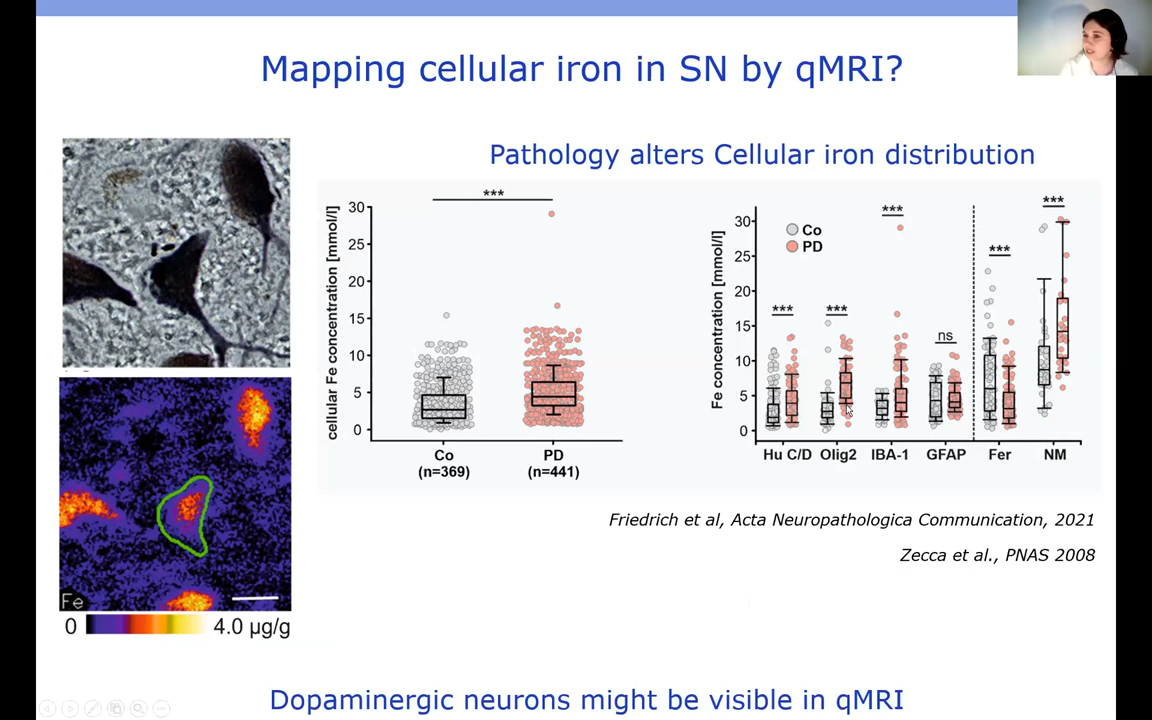 Mapping cellular iron in SN by qMRI?
Pathology alters Cellular iron distribution
cellular Fe concentration [mmol/l]
30
25
20
15
10
5
0
***
Co
(n=369)
PD
(n=441)
Fe concentration [mmol/l]
30
25
20
15
10
5
0
Co
PD
***
***
***
ns
***
***
Hu C/D
Olig2
IBA-1
GFAP
Fer
NM
Fe
0
4.0 µg/g
Friedrich et al, Acta Neuropathologica Communication, 2021
Zecca et al., PNAS 2008
Dopaminergic neurons might be visible in qMRI